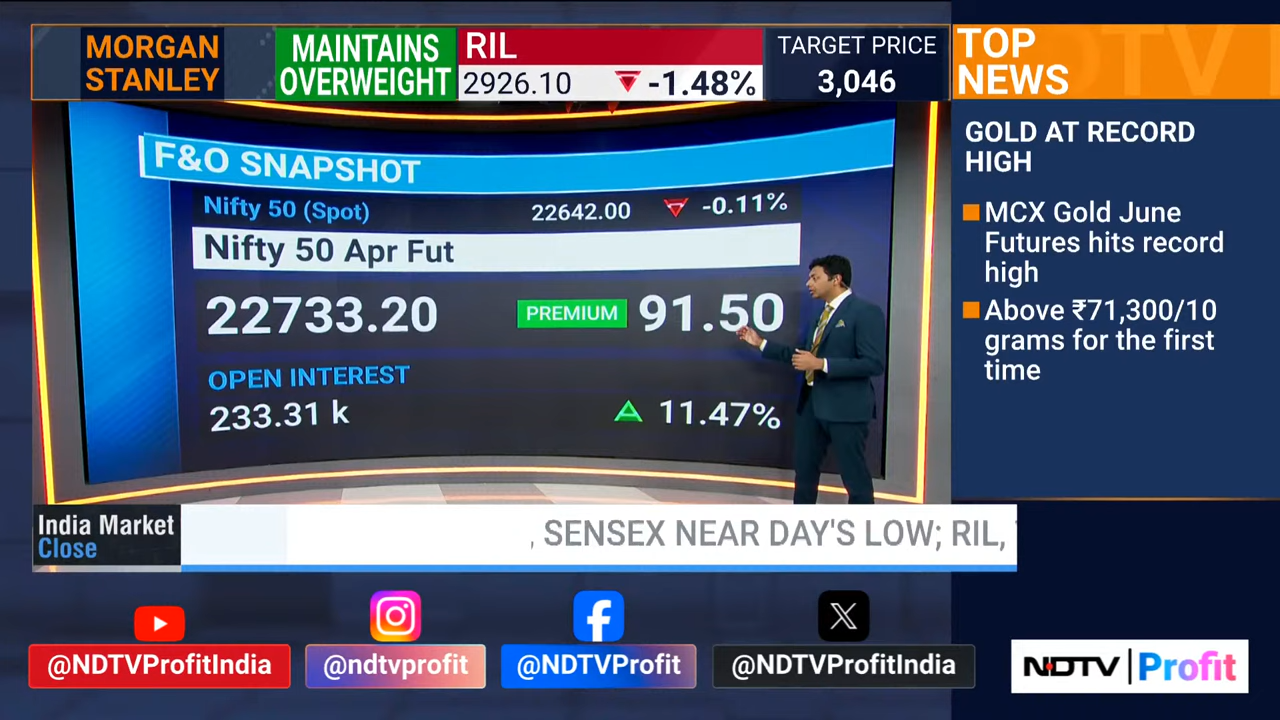 MORGAN
STANLEY
MAINTAINS
OVERWEIGHT
RIL
2926.10 -1.48%
TARGET PRICE
3,046
TOP
NEWS
GOLD AT RECORD
HIGH
MCX Gold June
Futures hits record
high
Above ₹71,300/10
grams for the first
time
F&O SNAPSHOT
Nifty 50 (Spot) 22642.00 -0.11%
Nifty 50 Apr Fut
22733.20 PREMIUM 91.50
OPEN INTEREST
233.31 k 11.47%
India Market
Close
, SENSEX NEAR DAY'S LOW; RIL,
@NDTVProfitIndia
@ndtvprofit
@NDTVProfit
@NDTVProfitIndia
NDTV | Profit